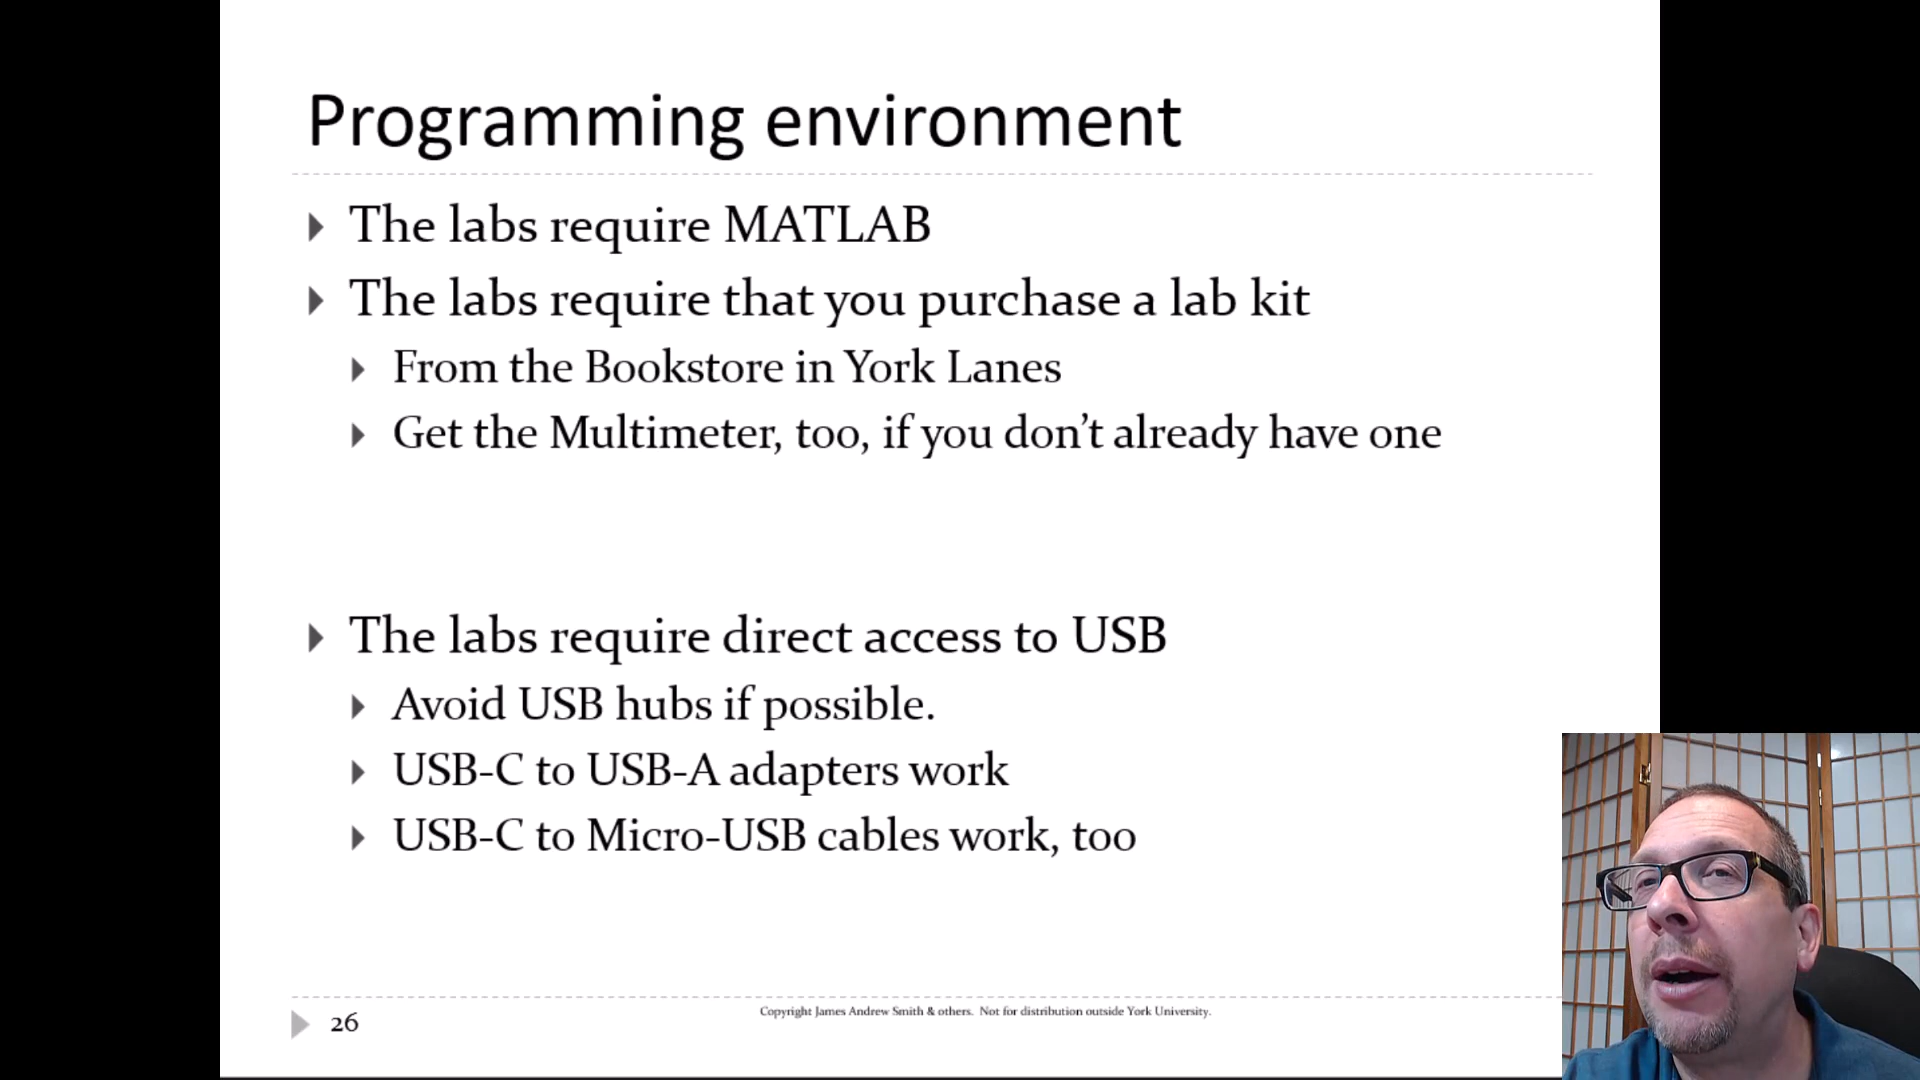 Programming environment
The labs require MATLAB
The labs require that you purchase a lab kit
From the Bookstore in York Lanes
Get the Multimeter, too, if you don’t already have one
The labs require direct access to USB
Avoid USB hubs if possible.
USB-C to USB-A adapters work
USB-C to Micro-USB cables work, too
26
Copyright James Andrew Smith & others. Not for distribution outside York University.